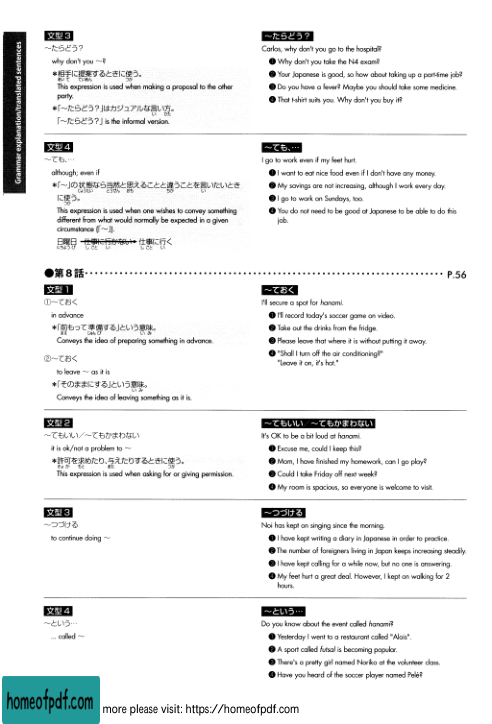 Grammar explanation/translated sentences
文型 3
~たらどう?
why don't you ~?
*相手に提案するときに使う。
This expression is used when making a proposal to the other
party.
*「~たらどう?」はカジュアルな言い方。
「~たらどう?」is the informal version.
~たらどう?
Carlos, why don't you go to the hospital?
❶ Why don't you take the N4 exam?
❷ Your Japanese is good, so how about taking up a part-time job?
❸ Do you have a fever? Maybe you should take some medicine.
❹ That t-shirt suits you. Why don't you buy it?
文型 4
~ても、…
although; even if
*「~」の状態なら当然と思えることと違うことを言いたいとき
に使う。
This expression is used when one wishes to convey something
different from what would normally be expected in a given
circumstance (「~」).
日曜日 仕事に行かない→ 仕事に行く
~ても、…
I go to work even if my feet hurt.
❶ I want to eat nice food even if I don't have any money.
❷ My savings are not increasing, although I work every day.
❸ I go to work on Sundays, too.
❹ You do not need to be good at Japanese to be able to do this
job.
●第8話 P.56
文型 1
①~ておく
in advance
*「前もって準備する」という意味。
Conveys the idea of preparing something in advance.
②~ておく
to leave ~ as it is
*「そのままにする」という意味。
Conveys the idea of leaving something as it is.
~ておく
I'll secure a spot for hanami.
❶ I'll record today's soccer game on video.
❷ Take out the drinks from the fridge.
❸ Please leave that where it is without putting it away.
❹ "Shall I turn off the air conditioning?"
"Leave it on, it's hot."
文型 2
~てもいい/~てもかまわない
it is ok/not a problem to ~
*許可を求めたり、与えたりするときに使う。
This expression is used when asking for or giving permission.
~てもいい ~てもかまわない
It's OK to be a bit loud at hanami.
❶ Excuse me, could I keep this?
❷ Mom, I have finished my homework, can I go play?
❸ Could I take Friday off next week?
❹ My room is spacious, so everyone is welcome to visit.
文型 3
~つづける
to continue doing ~
~つづける
Noi has kept on singing since the morning.
❶ I have kept writing a diary in Japanese in order to practice.
❷ The number of foreigners living in Japan keeps increasing steadily.
❸ I have kept calling for a while now, but no one is answering.
❹ My feet hurt a great deal. However, I kept on walking for 2
hours.
文型 4
~という…
... called ~
~という…
Do you know about the event called hanami?
❶ Yesterday I went to a restaurant called "Alois".
❷ A sport called futsal is becoming popular.
❸ There's a pretty girl named Noriko at the volunteer class.
❹ Have you heard of the soccer player named Pelé?
homeofpdf.com
more please visit: https://homeofpdf.com